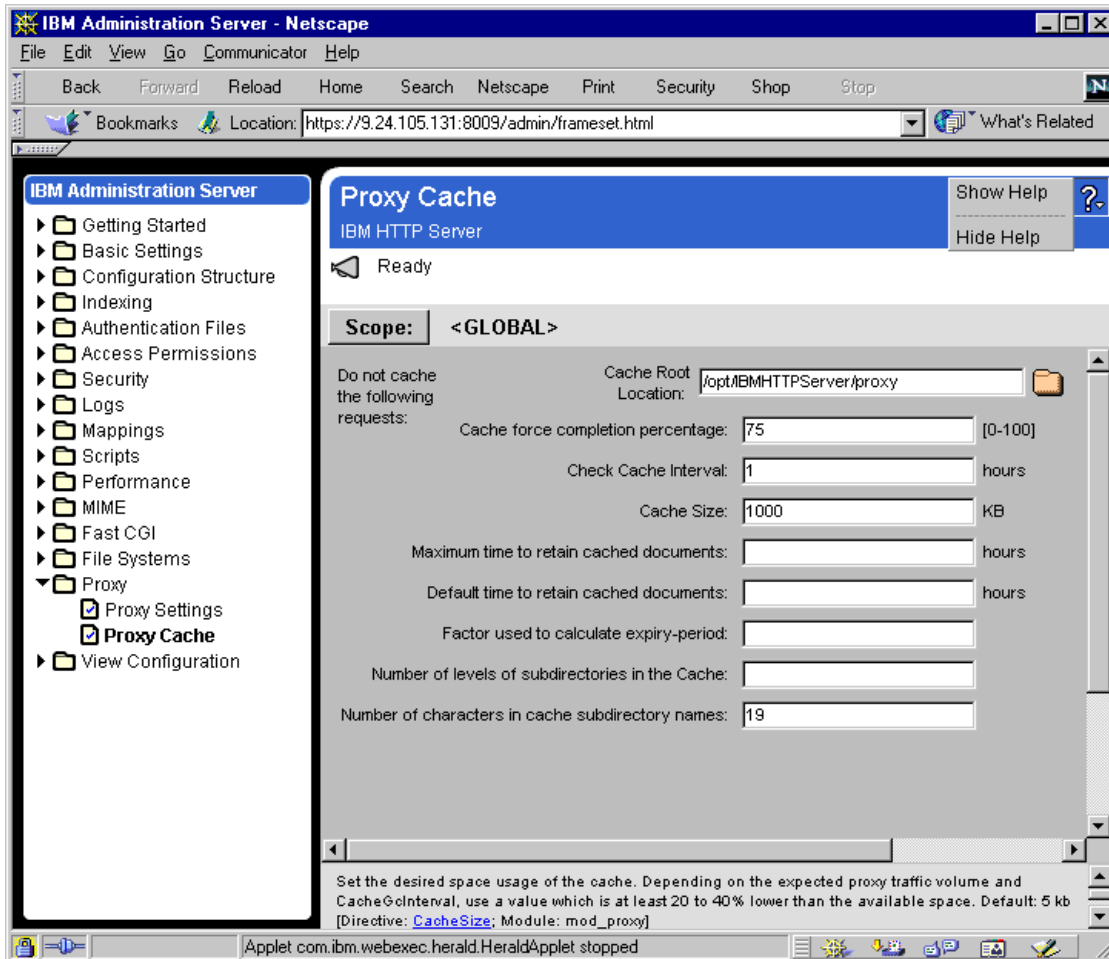 IBM Administration Server - Netscape
File Edit View Go Communicator Help
Back Forward Reload Home Search Netscape Print Security Shop Stop N
Bookmarks Location: https://9.24.105.131:8009/admin/frameset.html What's Related
IBM Administration Server
Getting Started
Basic Settings
Configuration Structure
Indexing
Authentication Files
Access Permissions
Security
Logs
Mappings
Scripts
Performance
MIME
Fast CGI
File Systems
Proxy
Proxy Settings
Proxy Cache
View Configuration
Proxy Cache
IBM HTTP Server
Show Help
Hide Help
?
Ready
Scope: <GLOBAL>
Do not cache
the following
requests:
Cache Root
Location: /opt/IBMHTTPServer/proxy
Cache force completion percentage: 75 [0-100]
Check Cache Interval: 1 hours
Cache Size: 1000 KB
Maximum time to retain cached documents: hours
Default time to retain cached documents: hours
Factor used to calculate expiry-period:
Number of levels of subdirectories in the Cache:
Number of characters in cache subdirectory names: 19
Set the desired space usage of the cache. Depending on the expected proxy traffic volume and
CacheGcInterval, use a value which is at least 20 to 40% lower than the available space. Default: 5 kb
[Directive: CacheSize; Module: mod_proxy]
Applet com.ibm.webexec.herald.HeraldApplet stopped